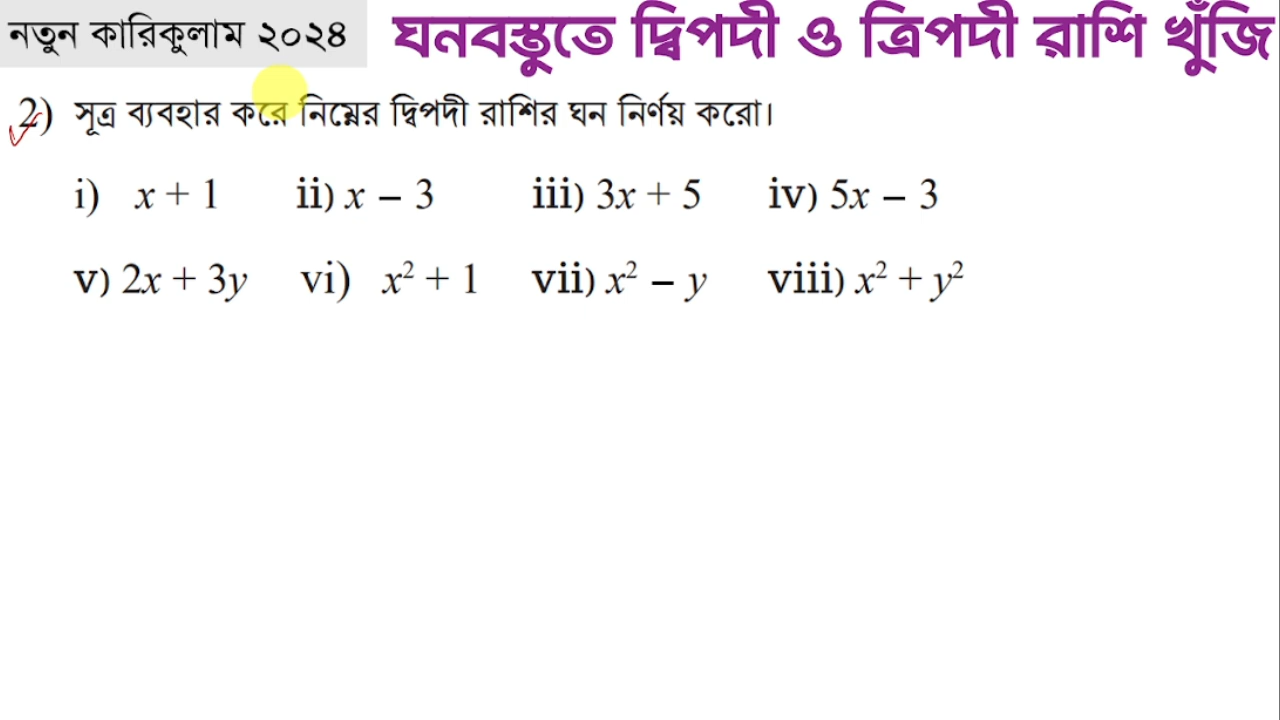 নতুন কারিকুলাম ২০২৪ ঘনবস্তুতে দ্বিপদী ও ত্রিপদী রাশি খুঁজি
2) সূত্র ব্যবহার করে নিম্নের দ্বিপদী রাশির ঘন নির্ণয় করো।
i) x + 1 ii) x – 3 iii) 3x + 5 iv) 5x – 3
v) 2x + 3y vi) x² + 1 vii) x² – y viii) x² + y²